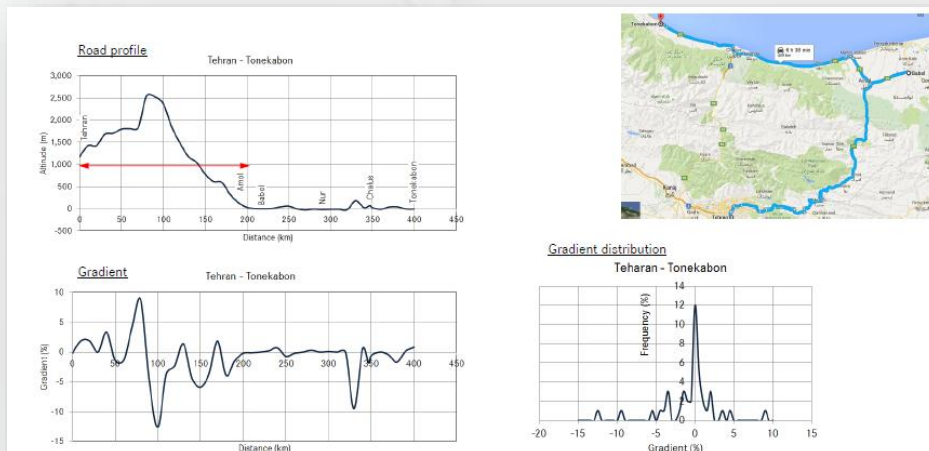 Road profile
Tehran - Tonekabon
3,000
2,500
2,000
1,500
1,000
500
0
-500
Altitude (m)
Tehran
Amol
Babol
Nur
Chalus
Tonekabon
0 50 100 150 200 250 300 350 400 450
Distance (km)
Gradient
Tehran - Tonekabon
10
5
0
-5
-10
-15
Gradient (%)
0 50 100 150 200 250 300 350 400 450
Distance (km)
Tonekabon
Babol
Amol
Karaj
Tehran
Gradient distribution
Teharan - Tonekabon
Frequency (%)
14
12
10
8
6
4
2
0
-20 -15 -10 -5 0 5 10 15
Gradient (%)